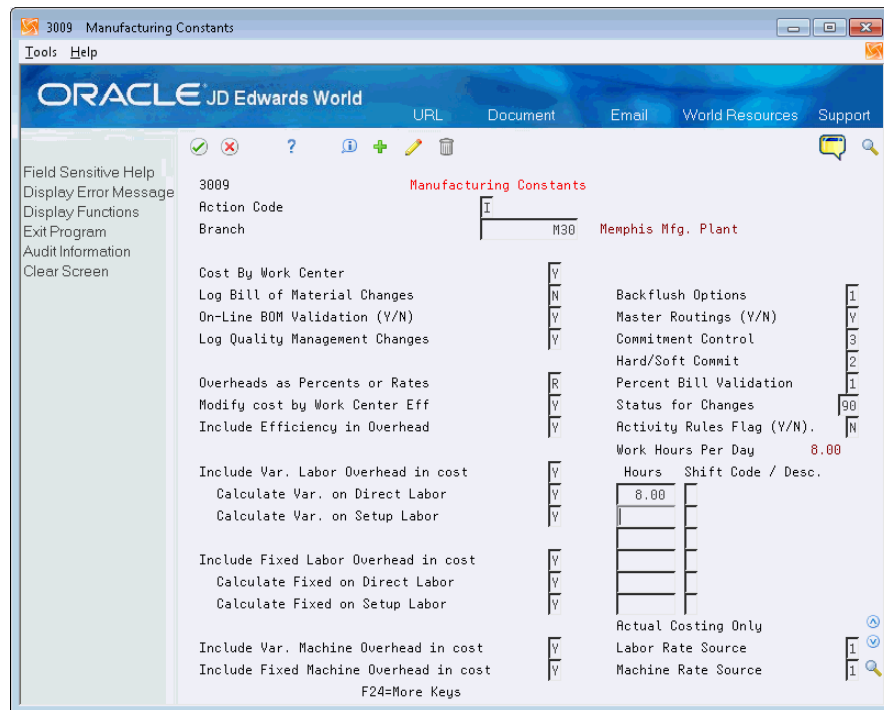 3009 Manufacturing Constants
Tools Help
ORACLE JD Edwards World
URL Document Email World Resources Support
Field Sensitive Help
Display Error Message
Display Functions
Exit Program
Audit Information
Clear Screen
3009 Manufacturing Constants
Action Code I
Branch M30 Memphis Mfg. Plant
Cost By Work Center Y
Log Bill of Material Changes N Backflush Options 1
On-Line BOM Validation (Y/N) Y Master Routings (Y/N) Y
Log Quality Management Changes Y Commitment Control 3
Hard/Soft Commit 2
Overheads as Percents or Rates R Percent Bill Validation 1
Modify cost by Work Center Eff Y Status for Changes 90
Include Efficiency in Overhead Y Activity Rules Flag (Y/N). N
Work Hours Per Day 8.00
Include Var. Labor Overhead in cost Y Hours Shift Code / Desc.
Calculate Var. on Direct Labor Y 8.00
Calculate Var. on Setup Labor Y
Include Fixed Labor Overhead in cost Y
Calculate Fixed on Direct Labor Y
Calculate Fixed on Setup Labor Y
Actual Costing Only
Include Var. Machine Overhead in cost Y Labor Rate Source 1
Include Fixed Machine Overhead in cost Y Machine Rate Source 1
F24=More Keys